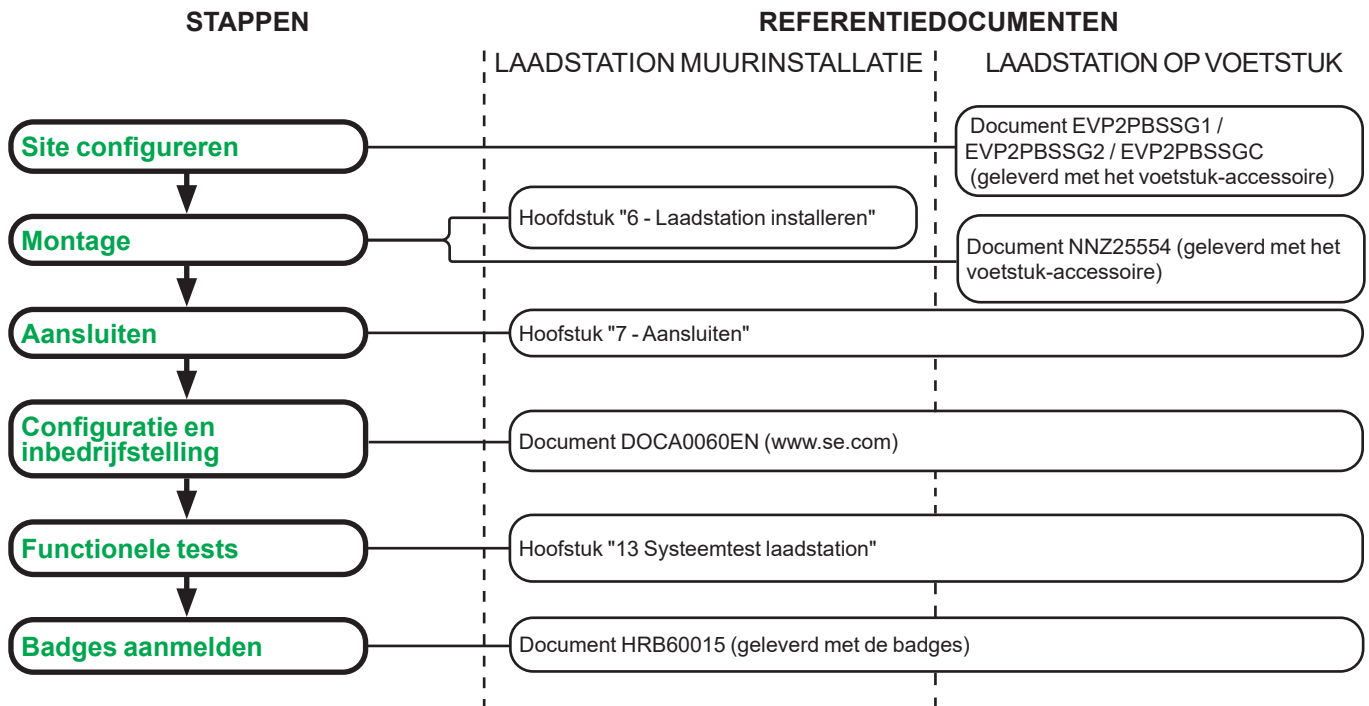 STAPPEN
REFERENTIEDOCUMENTEN
LAADSTATION MUURINSTALLATIE
LAADSTATION OP VOETSTUK
Site configureren
Document EVP2PBSSG1 /
EVP2PBSSG2 / EVP2PBSSGC
(geleverd met het voetstuk-accessoire)
Montage
Hoofdstuk "6 - Laadstation installeren"
Document NNZ25554 (geleverd met het
voetstuk-accessoire)
Aansluiten
Hoofstuk "7 - Aansluiten"
Configuratie en
inbedrijfstelling
Document DOCA0060EN (www.se.com)
Functionele tests
Hoofstuk "13 Systeemtest laadstation"
Badges aanmelden
Document HRB60015 (geleverd met de badges)